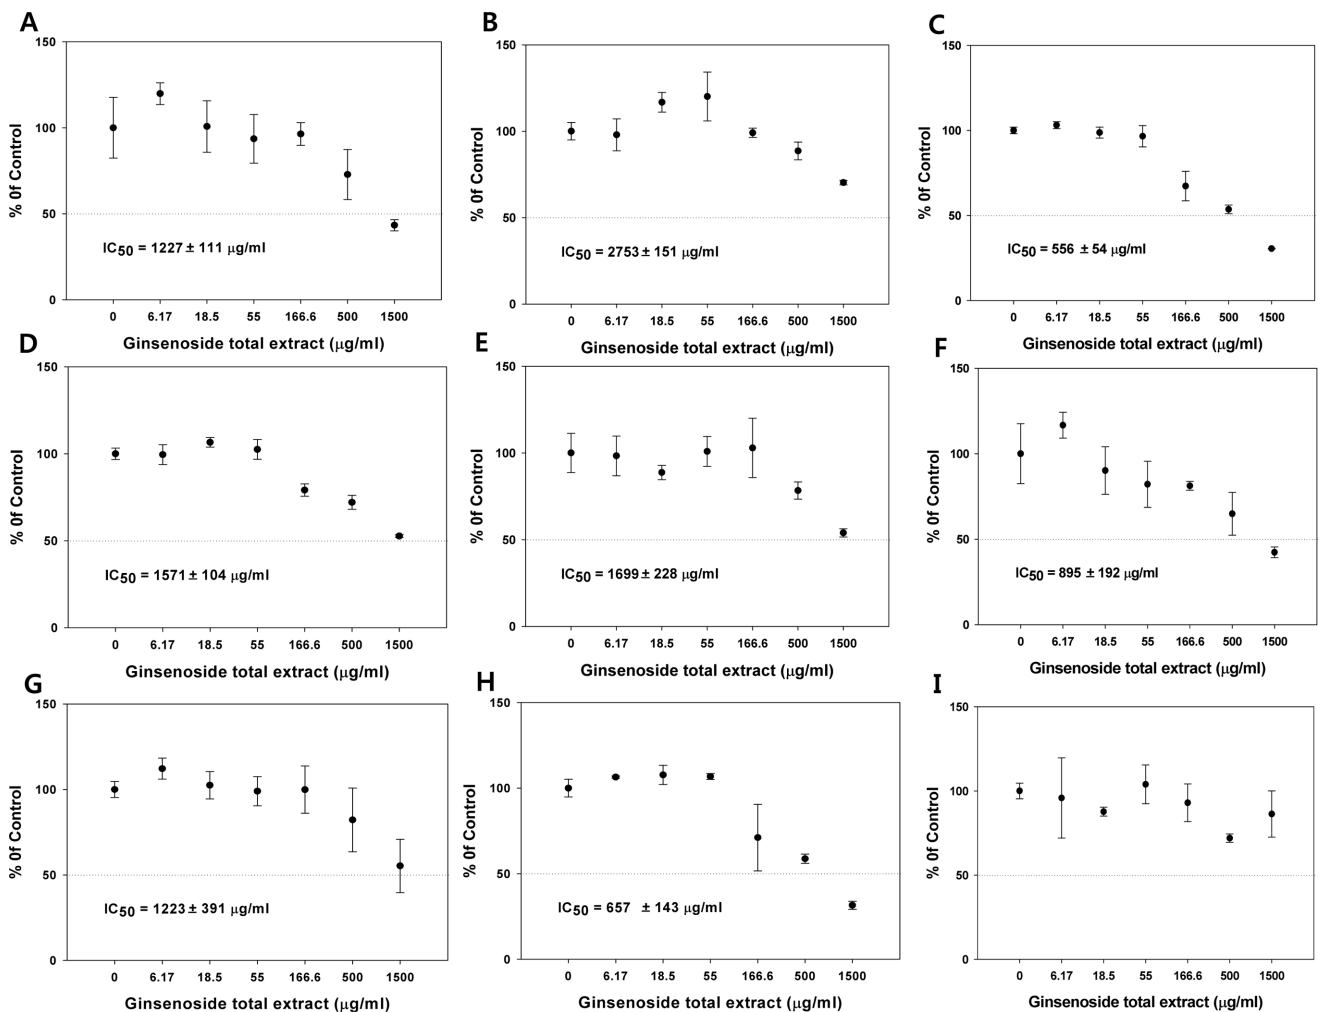 A
150
100
50
0
% 0f Control
IC50 = 1227 ± 111 µg/ml
0 6.17 18.5 55 166.6 500 1500
Ginsenoside total extract (µg/ml)
B
150
100
50
0
% 0f Control
IC50 = 2753 ± 151 µg/ml
0 6.17 18.5 55 166.6 500 1500
Ginsenoside total extract (µg/ml)
C
150
100
50
0
% 0f Control
IC50 = 556 ± 54 µg/ml
0 6.17 18.5 55 166.6 500 1500
Ginsenoside total extract (µg/ml)
D
150
100
50
0
% 0f Control
IC50 = 1571 ± 104 µg/ml
0 6.17 18.5 55 166.6 500 1500
Ginsenoside total extract (µg/ml)
E
150
100
50
0
% 0f Control
IC50 = 1699 ± 228 µg/ml
0 6.17 18.5 55 166.6 500 1500
Ginsenoside total extract (µg/ml)
F
150
100
50
0
% 0f Control
IC50 = 895 ± 192 µg/ml
0 6.17 18.5 55 166.6 500 1500
Ginsenoside total extract (µg/ml)
G
150
100
50
0
% 0f Control
IC50 = 1223 ± 391 µg/ml
0 6.17 18.5 55 166.6 500 1500
Ginsenoside total extract (µg/ml)
H
150
100
50
0
% 0f Control
IC50 = 657 ± 143 µg/ml
0 6.17 18.5 55 166.6 500 1500
Ginsenoside total extract (µg/ml)
I
150
100
50
0
% 0f Control
0 6.17 18.5 55 166.6 500 1500
Ginsenoside total extract (µg/ml)